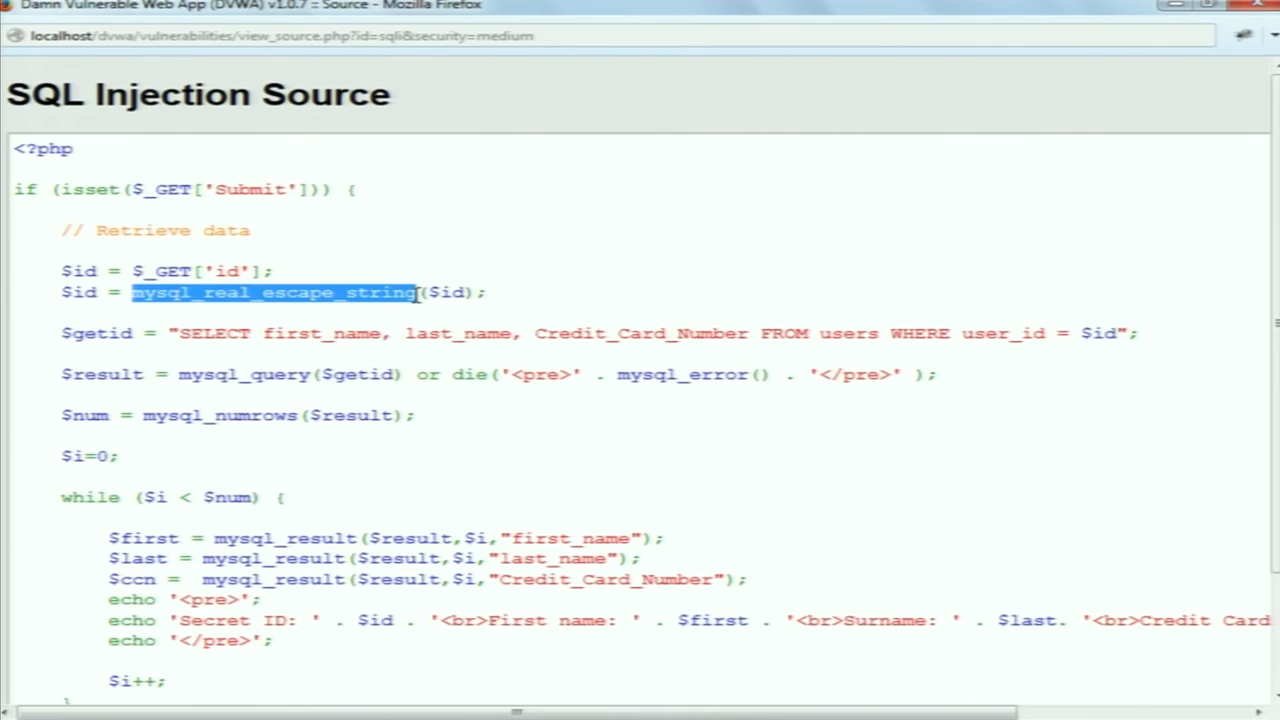 Damn Vulnerable Web App (DVWA) v1.0.7 :: Source - Mozilla Firefox
localhost/dvwa/vulnerabilities/view_source.php?id=sqli&security=medium
SQL Injection Source
<?php
if (isset($_GET['Submit'])) {
// Retrieve data
$id = $_GET['id'];
$id = mysql_real_escape_string($id);
$getid = "SELECT first_name, last_name, Credit_Card_Number FROM users WHERE user_id = $id";
$result = mysql_query($getid) or die('<pre>' . mysql_error() . '</pre>' );
$num = mysql_numrows($result);
$i=0;
while ($i < $num) {
$first = mysql_result($result,$i,"first_name");
$last = mysql_result($result,$i,"last_name");
$ccn =  mysql_result($result,$i,"Credit_Card_Number");
echo '<pre>';
echo 'Secret ID: ' . $id . '<br>First name: ' . $first . '<br>Surname: ' . $last. '<br>Credit Card
echo '</pre>';
$i++;
}